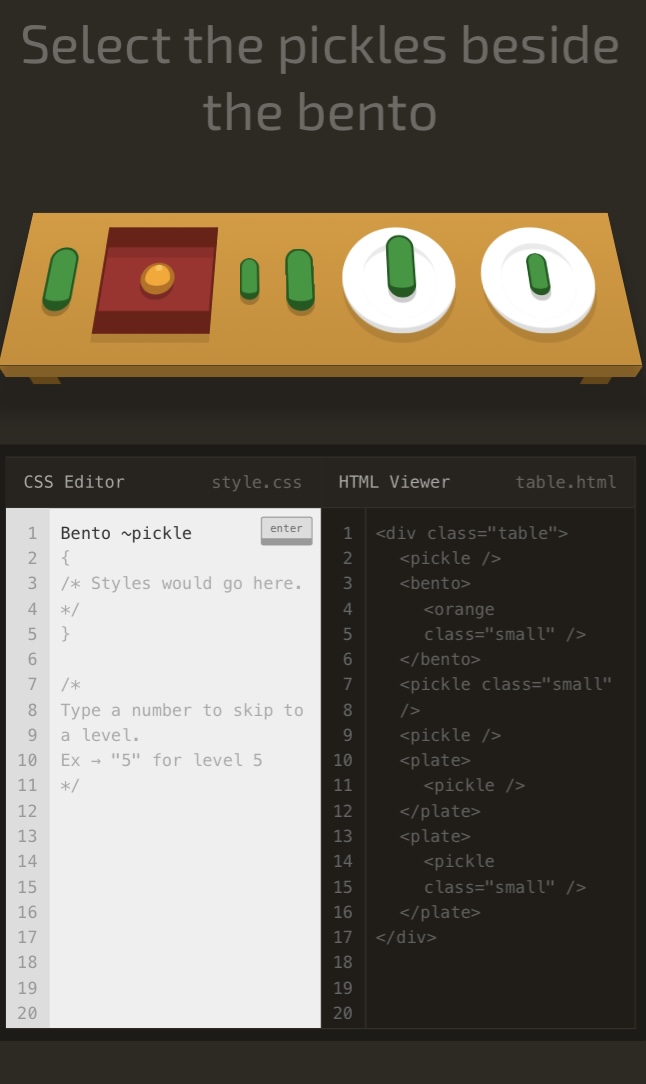 Select the pickles beside
the bento
CSS Editor
style.css
HTML Viewer
table.html
1
2
3
4
5
6
7
8
9
10
11
12
13
14
15
16
17
18
19
20
Bento ~pickle
enter
{
/* Styles would go here.
*/
}
/*
Type a number to skip to
a level.
Ex → "5" for level 5
*/
1
2
3
4
5
6
7
8
9
10
11
12
13
14
15
16
17
18
19
20
<div class="table">
<pickle />
<bento>
<orange
class="small" />
</bento>
<pickle class="small"
/>
<pickle />
<plate>
<pickle />
</plate>
<plate>
<pickle
class="small" />
</plate>
</div>